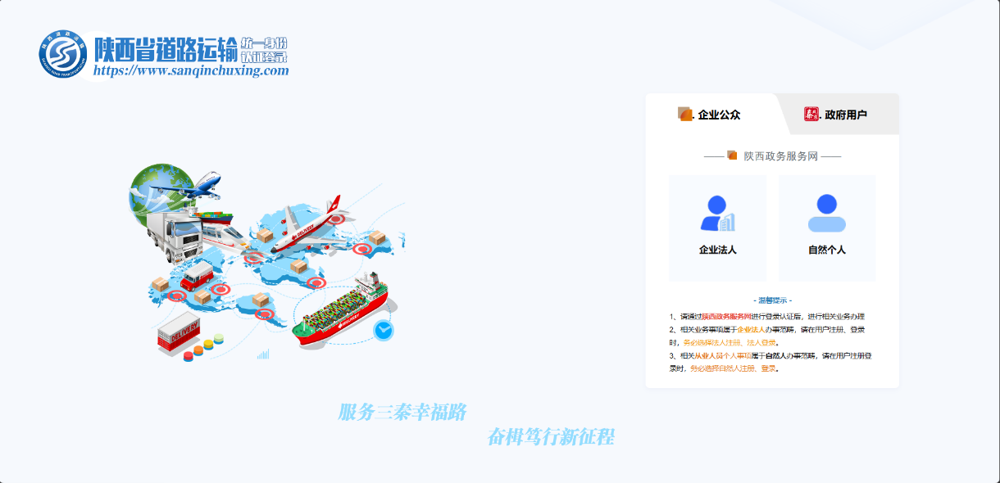 陕西省道路运输
统一身份
认证登录
https://www.sanqinchuxing.com
企业公众
政府用户
陕西政务服务网
企业法人
自然个人
- 温馨提示 -
1、请通过陕西政务服务网进行登录认证后，进行相关业务办理
2、相关业务事项属于企业法人办事范畴，请在用户注册、登录
时，务必选择法人注册、法人登录。
3、相关从业人员个人事项属于自然人办事范畴，请在用户注册登
录时，务必选择自然人注册、登录。
DELIVERY
DELIVERY
DELIVERY
服务三秦幸福路
奋楫笃行新征程